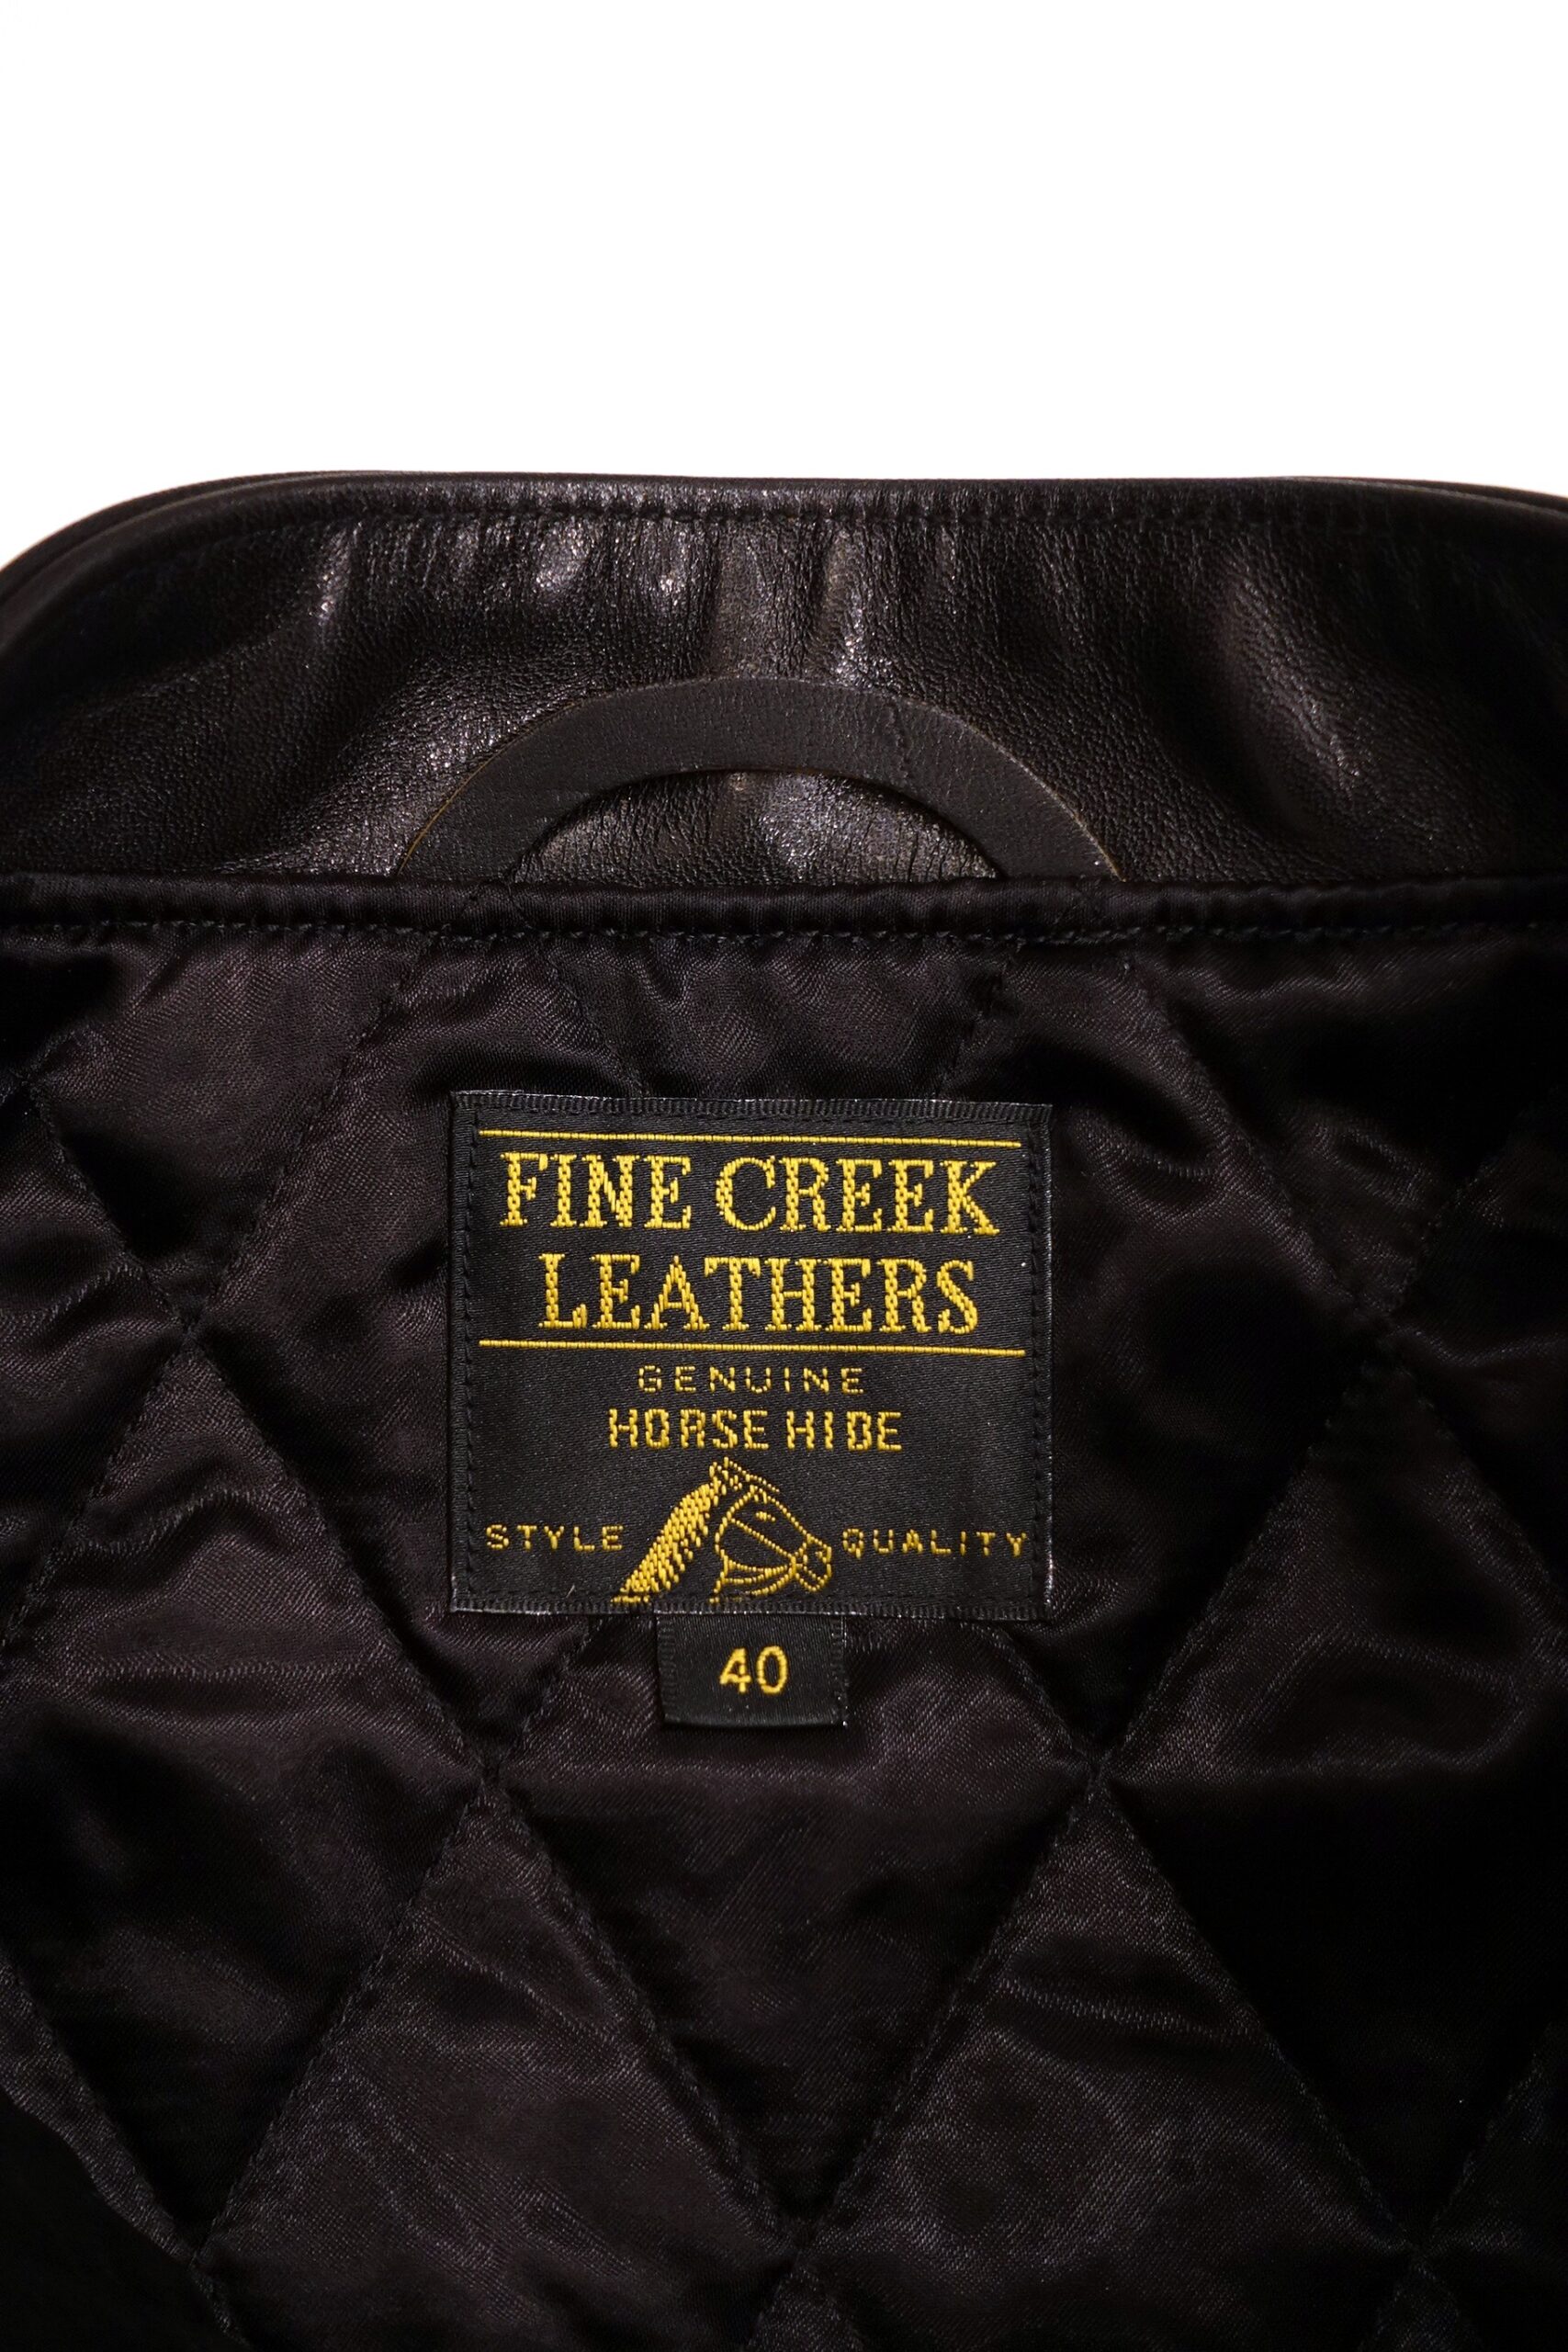 FINE CREEK
LEATHERS
GENUINE
HORSE HIDE
STYLE QUALITY
40